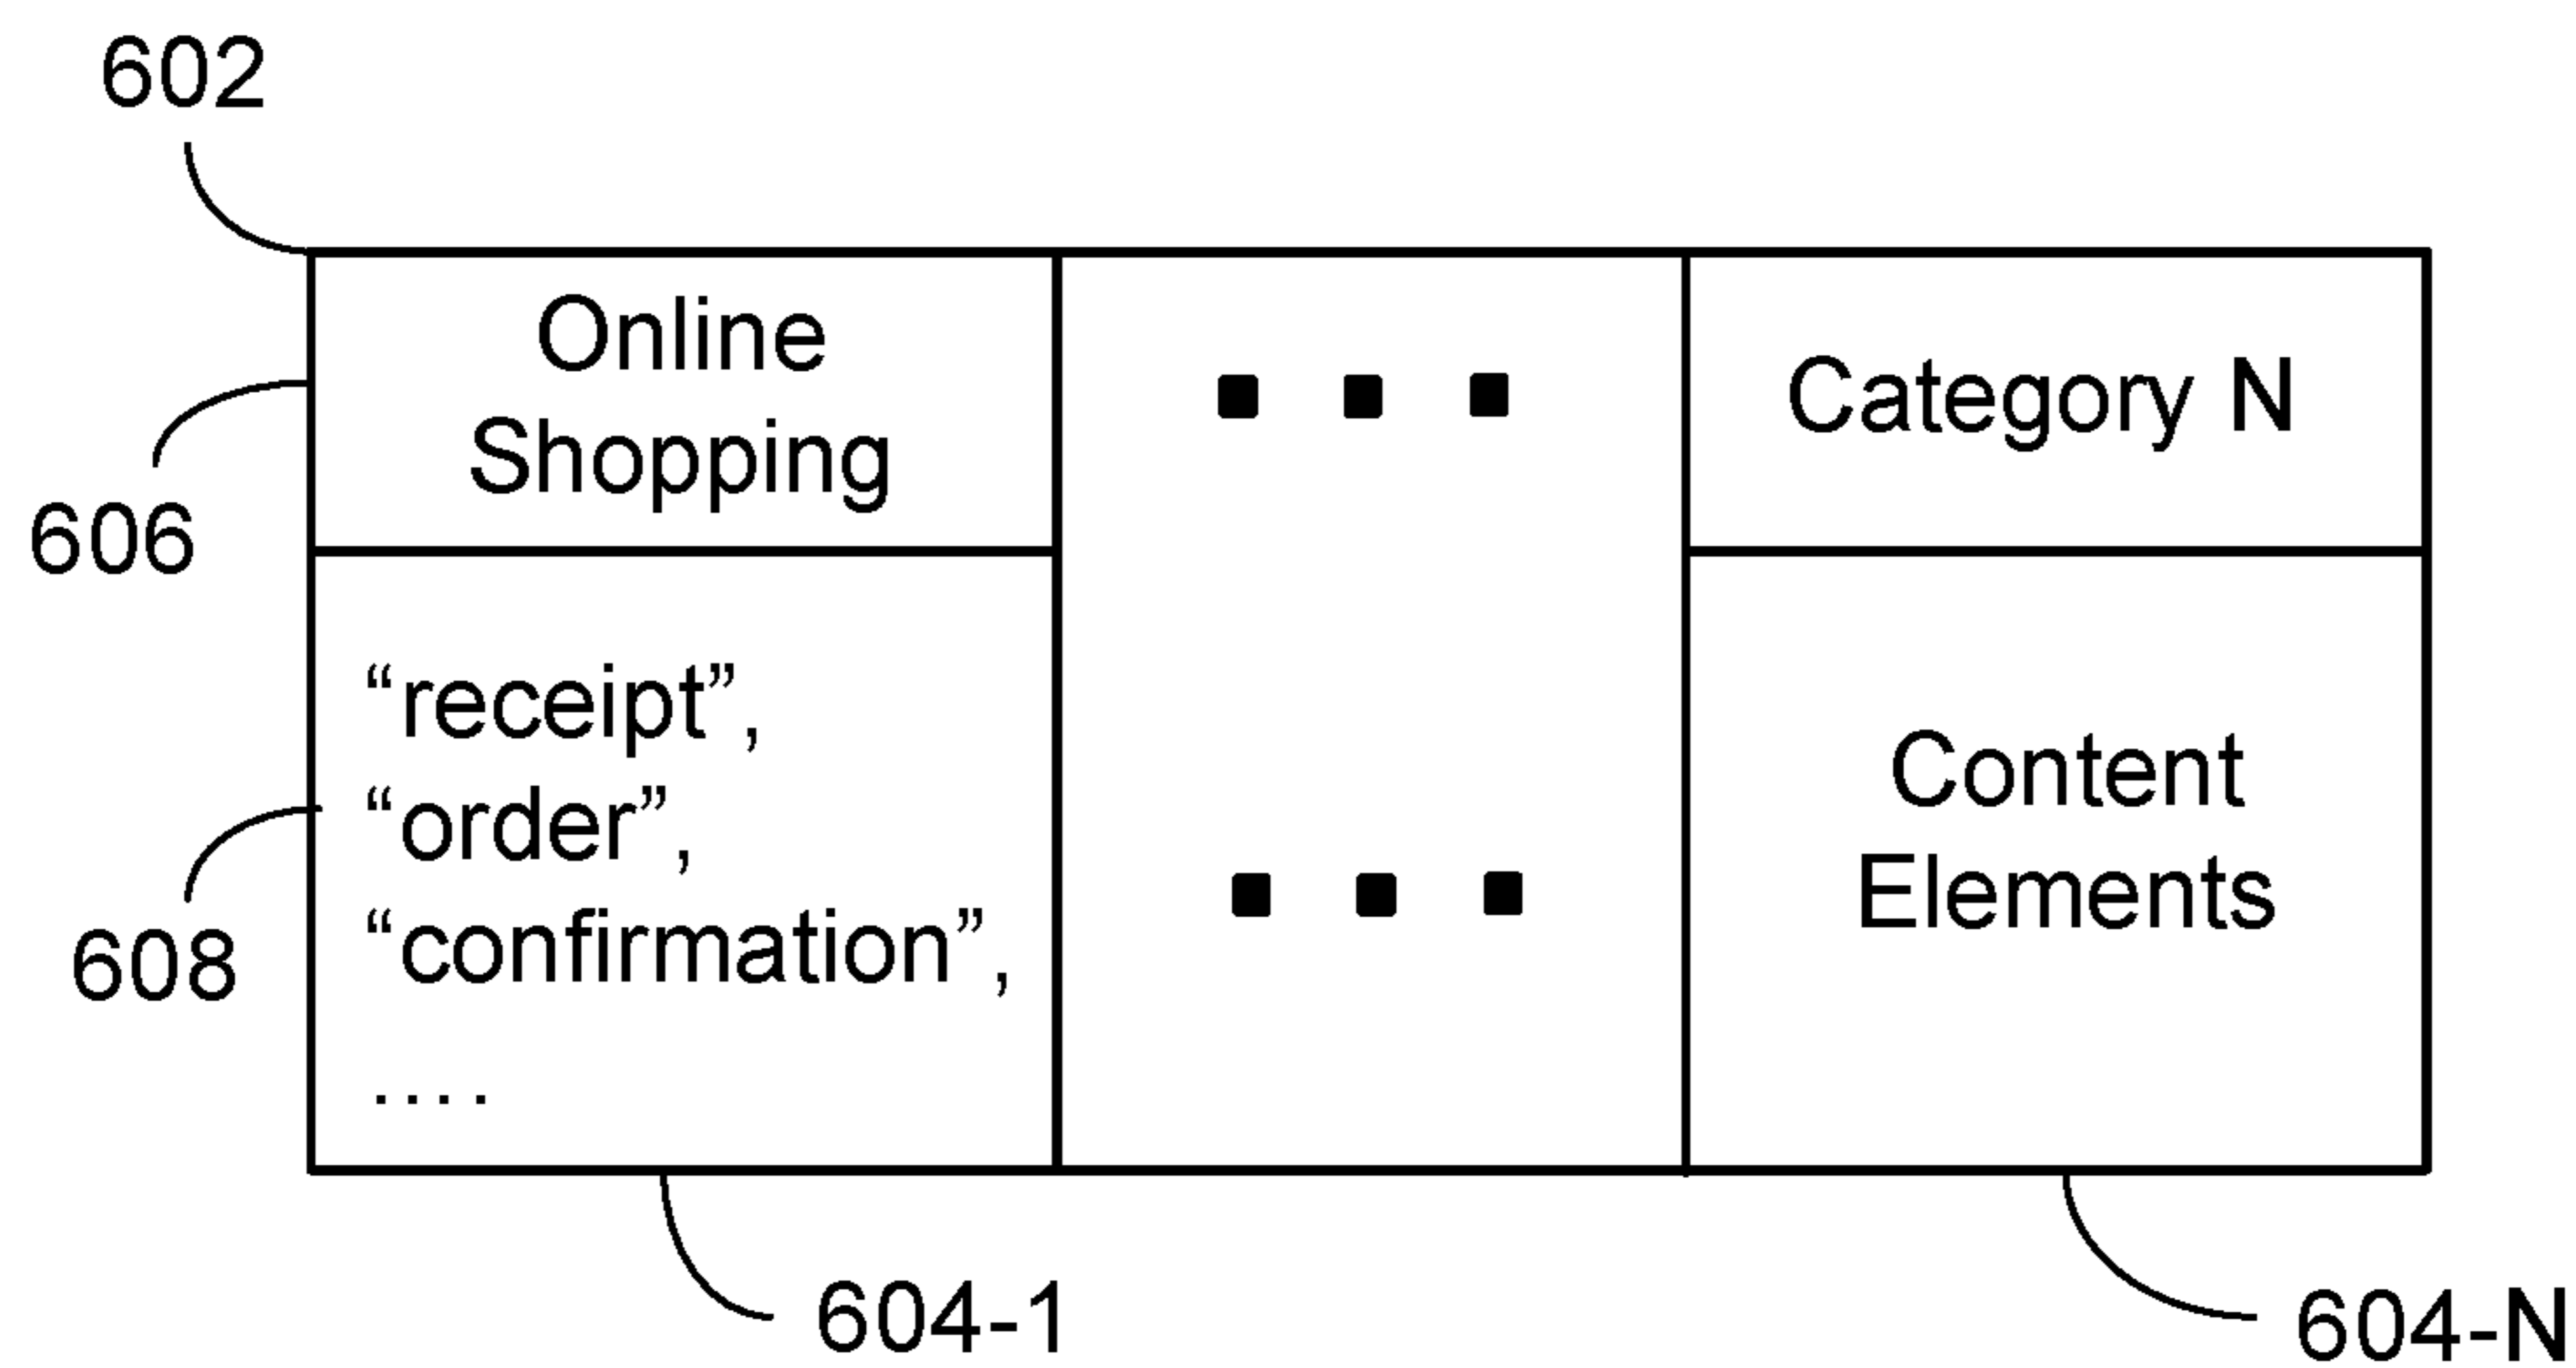 602
Online
Shopping
Category N
606
“receipt”,
“order”,
“confirmation”,
....
Content
Elements
608
604-1
604-N